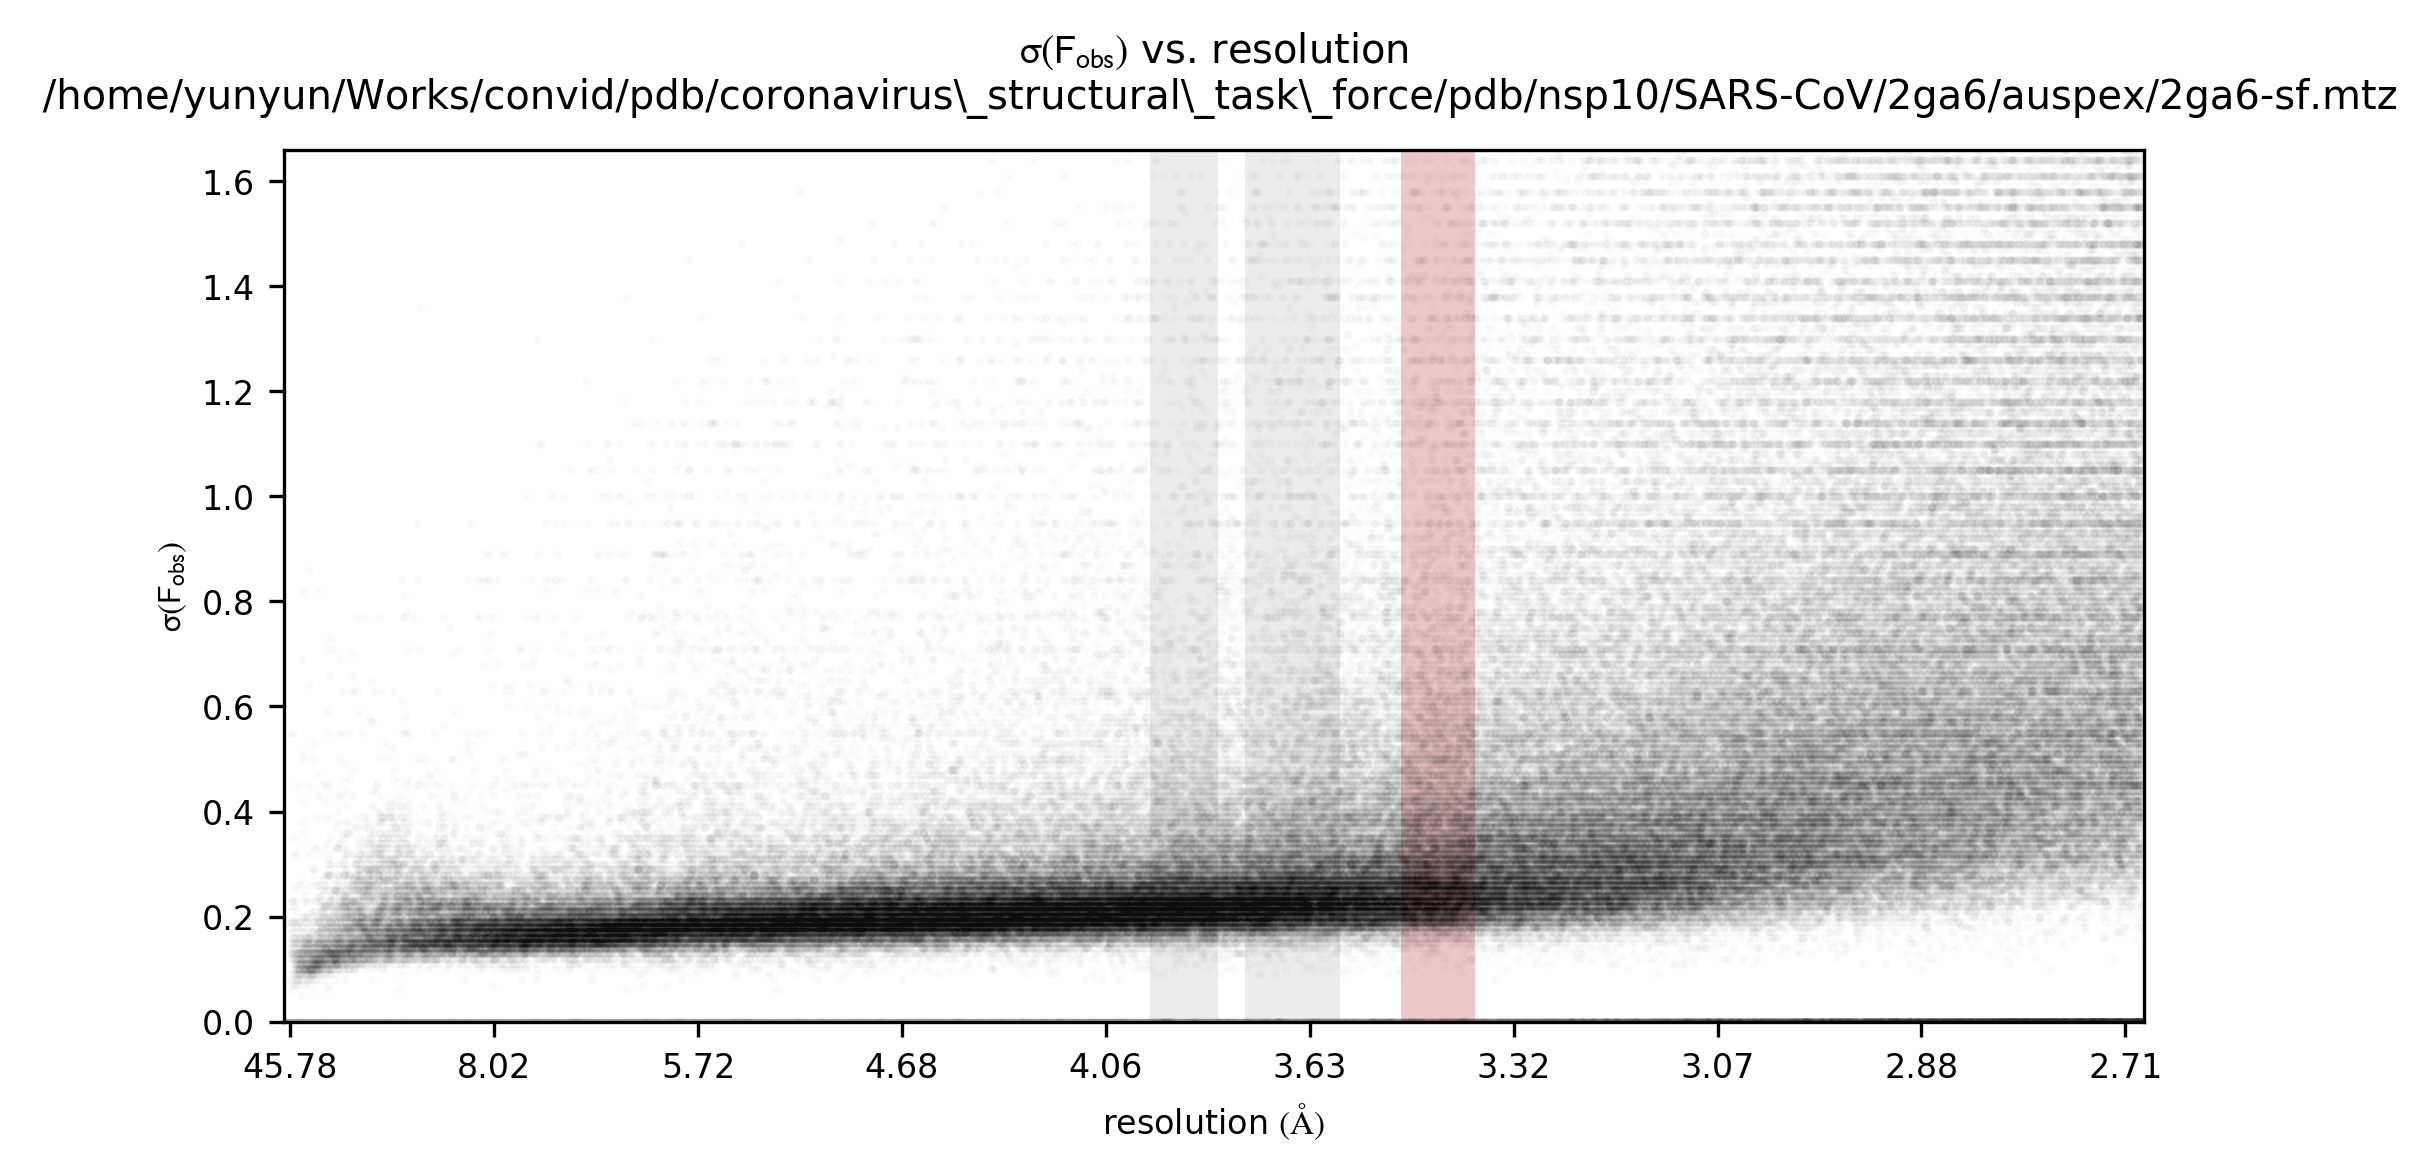 σ(Fobs) vs. resolution
/home/yunyun/Works/convid/pdb/coronavirus\_structural\_task\_force/pdb/nsp10/SARS-CoV/2ga6/auspex/2ga6-sf.mtz
1.6
1.4
1.2
1.0
0.8
0.6
0.4
0.2
0.0
σ(Fobs)
45.78 8.02 5.72 4.68 4.06 3.63 3.32 3.07 2.88 2.71
resolution (Å)